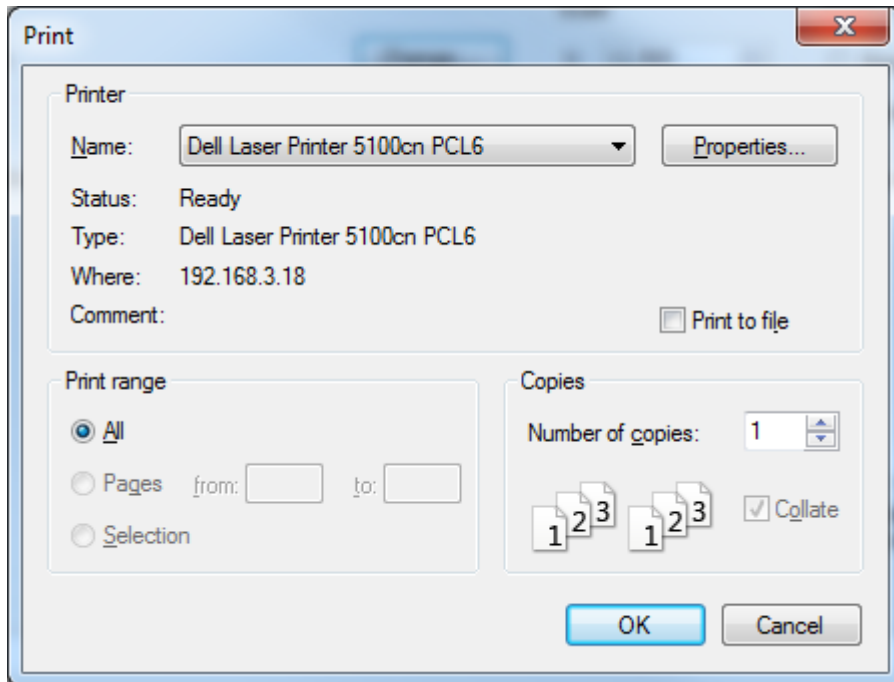 Print
Printer
Name: Dell Laser Printer 5100cn PCL6 Properties...
Status: Ready
Type: Dell Laser Printer 5100cn PCL6
Where: 192.168.3.18
Comment: Print to file
Print range
All
Pages from: to:
Selection
Copies
Number of copies: 1
1 2 3 1 2 3 Collate
OK Cancel